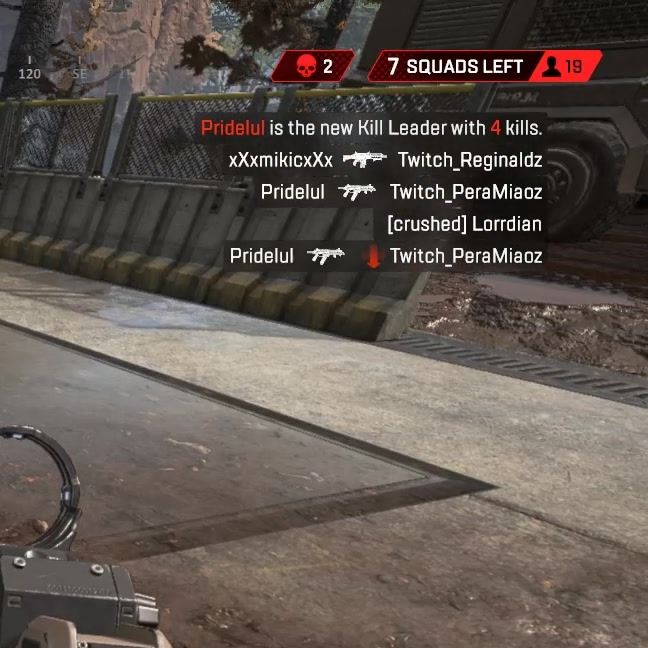 120 SE
2
7 SQUADS LEFT 19
Pridelul is the new Kill Leader with 4 kills.
xXxmikicxXx Twitch_Reginaldz
Pridelul Twitch_PeraMiaoz
[crushed] Lorrdian
Pridelul Twitch_PeraMiaoz